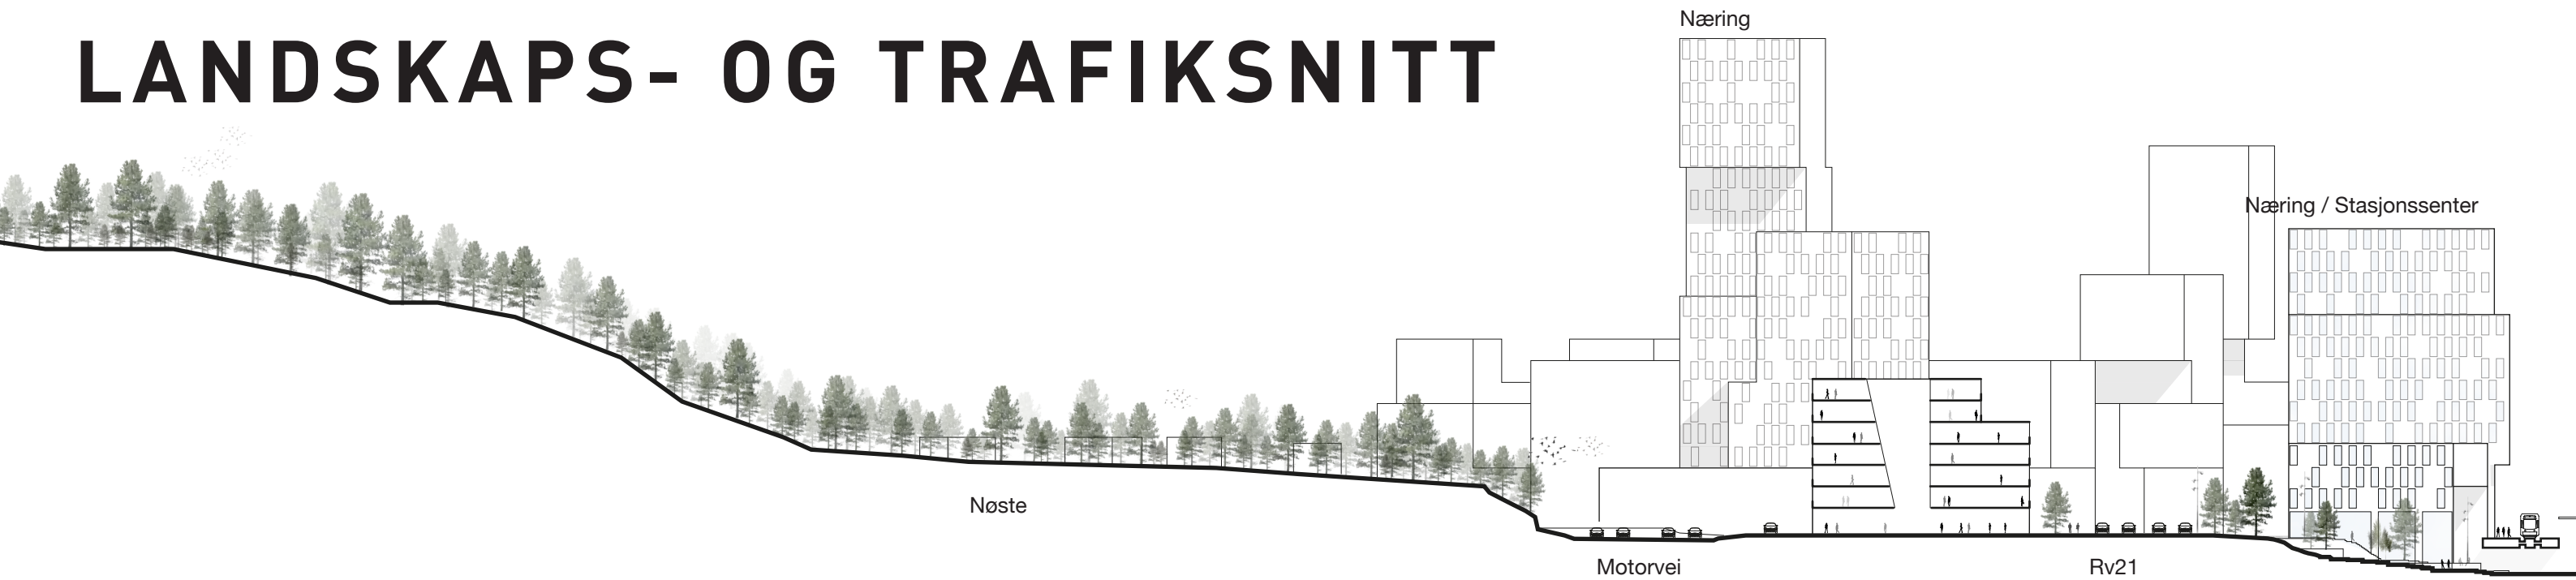 LANDSKAPS- OG TRAFIKSNITT
Næring
Næring / Stasjonssenter
Nøste
Motorvei
Rv21